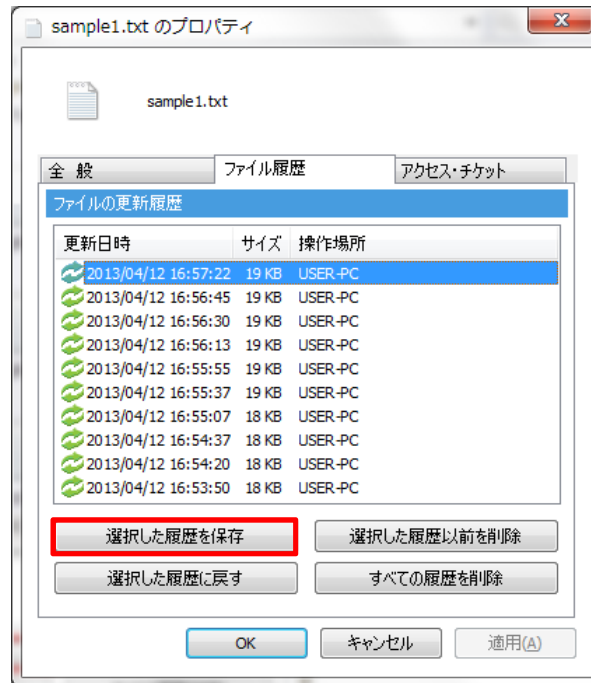 sample1.txt のプロパティ
sample1.txt
全 般 ファイル履歴 アクセス・チケット
ファイルの更新履歴
更新日時 サイズ 操作場所
2013/04/12 16:57:22 19 KB USER-PC
2013/04/12 16:56:45 19 KB USER-PC
2013/04/12 16:56:30 19 KB USER-PC
2013/04/12 16:56:13 19 KB USER-PC
2013/04/12 16:55:55 19 KB USER-PC
2013/04/12 16:55:37 19 KB USER-PC
2013/04/12 16:55:07 18 KB USER-PC
2013/04/12 16:54:37 18 KB USER-PC
2013/04/12 16:54:20 18 KB USER-PC
2013/04/12 16:53:50 18 KB USER-PC
選択した履歴を保存 選択した履歴以前を削除
選択した履歴に戻す すべての履歴を削除
OK キャンセル 適用(A)